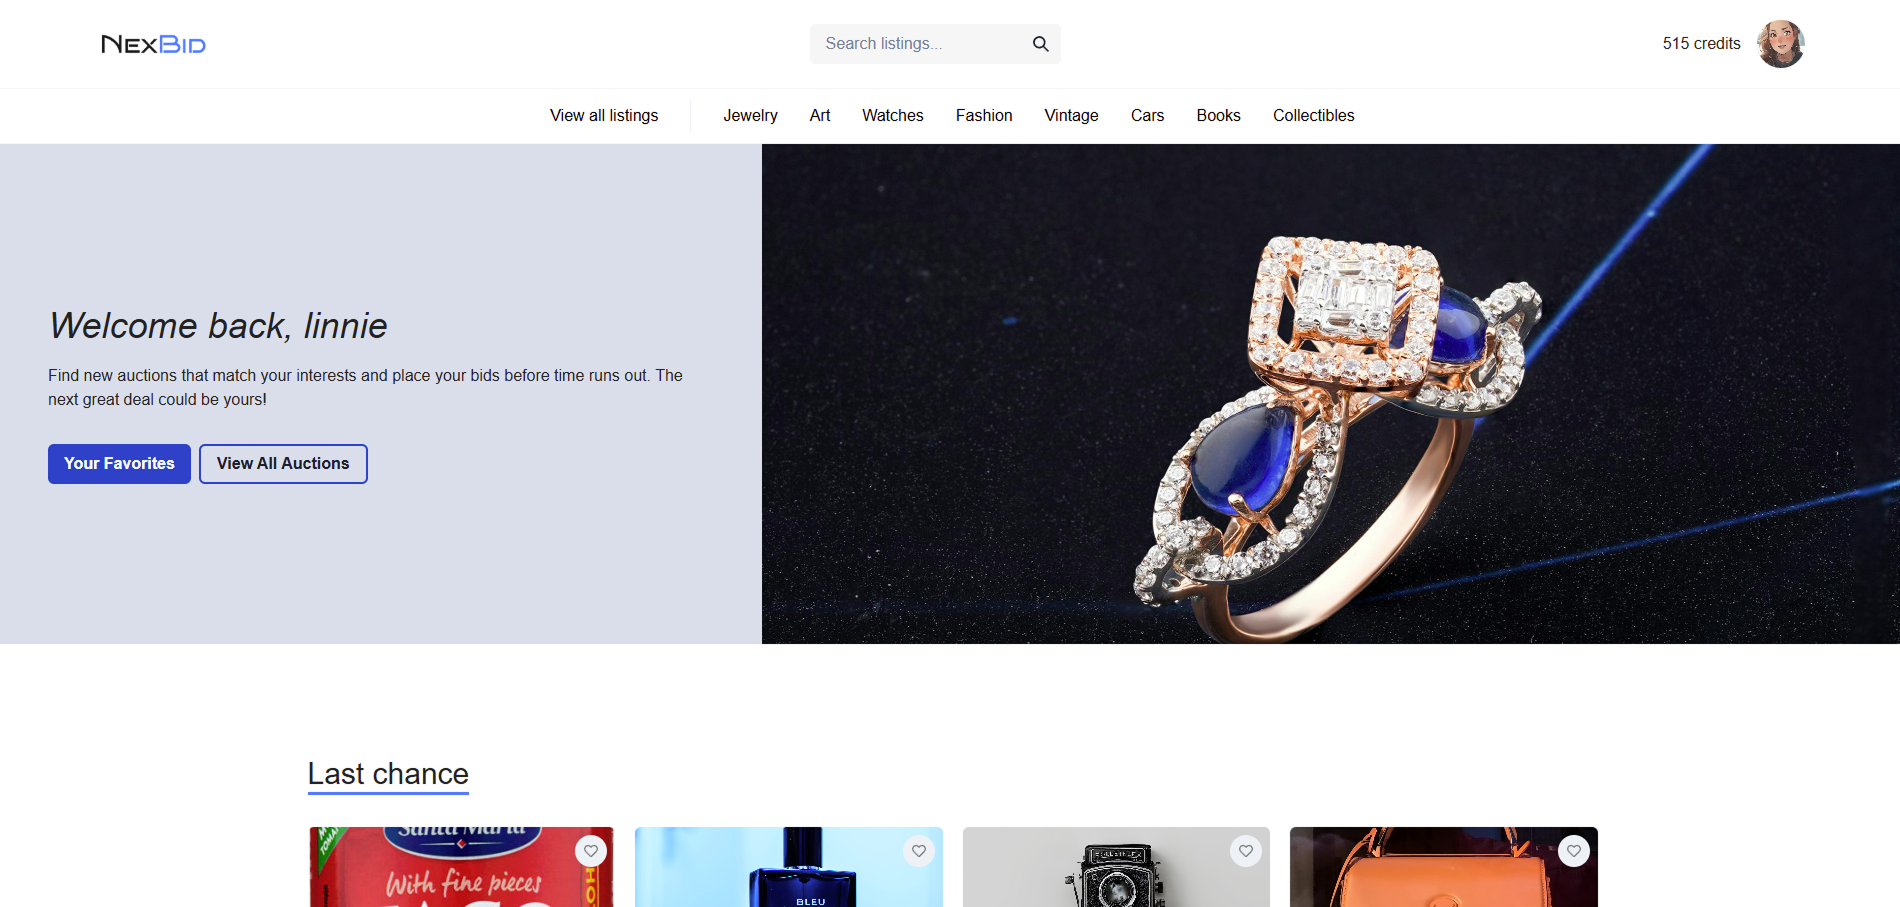 NexBid
Search listings...
515 credits
View all listings
Jewelry
Art
Watches
Fashion
Vintage
Cars
Books
Collectibles
Welcome back, linnie
Find new auctions that match your interests and place your bids before time runs out. The
next great deal could be yours!
Your Favorites
View All Auctions
Last chance
Santa Maria
With fine pieces
BLEU